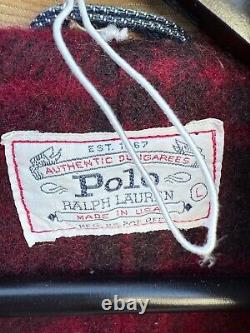 EST. 1967
AUTHENTIC DUNGAREES
Polo
RALPH LAUREN
L
MADE IN USA